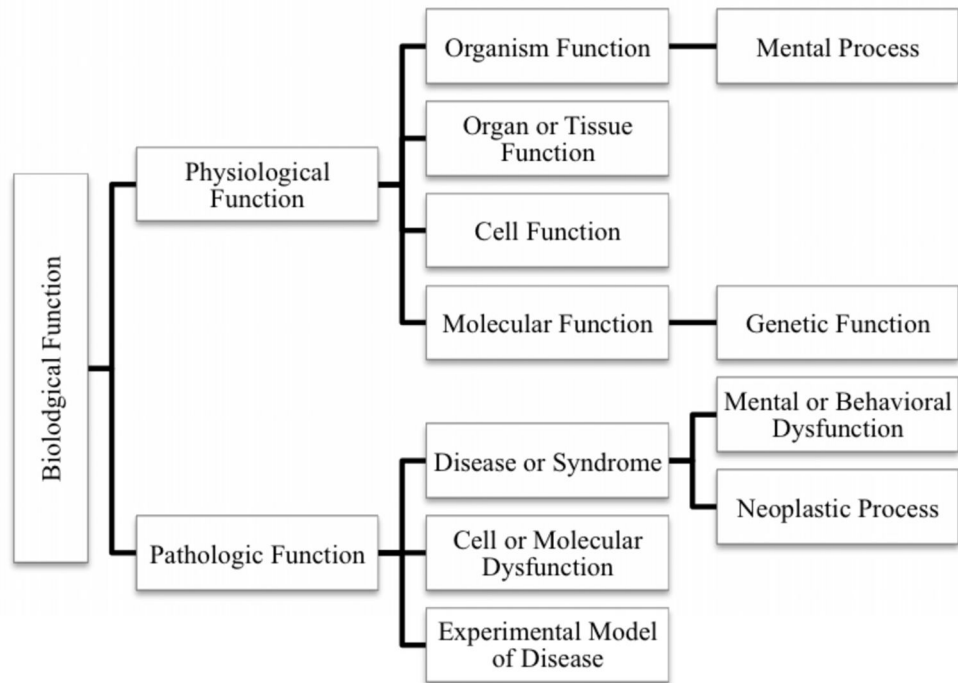 Biolodgical Function
Physiological
Function
Organism Function
Mental Process
Organ or Tissue
Function
Cell Function
Molecular Function
Genetic Function
Pathologic Function
Disease or Syndrome
Mental or Behavioral
Dysfunction
Neoplastic Process
Cell or Molecular
Dysfunction
Experimental Model
of Disease